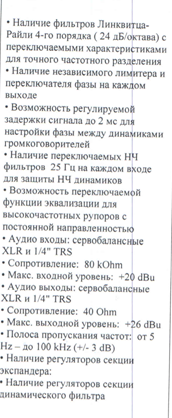 • Наличие фильтров Линквитца-
Райли 4-го порядка ( 24 дБ/октава) с
переключаемыми характеристиками
для точного частотного разделения
• Наличие независимого лимитера и
переключателя фазы на каждом
выходе
• Возможность регулируемой
задержки сигнала до 2 мс для
настройки фазы между динамиками
громкоговорителей
• Наличие переключаемых НЧ
фильтров 25 Гц на каждом входе
для защиты НЧ динамиков
• Возможность переключаемой
функции эквализации для
высокочастотных рупоров с
постоянной направленностью
• Аудио входы: сервобалансные
XLR и 1/4" TRS
• Сопротивление: 80 kOhm
• Макс. входной уровень: +20 dBu
• Аудио выходы: сервобалансные
XLR и 1/4" TRS
• Сопротивление: 40 Ohm
• Макс. выходной уровень: +26 dBu
• Полоса пропускания частот: от 5
Hz – до 100 kHz (+/- 3 dB)
• Наличие регуляторов секции
экспандера:
• Наличие регуляторов секции
динамического фильтра